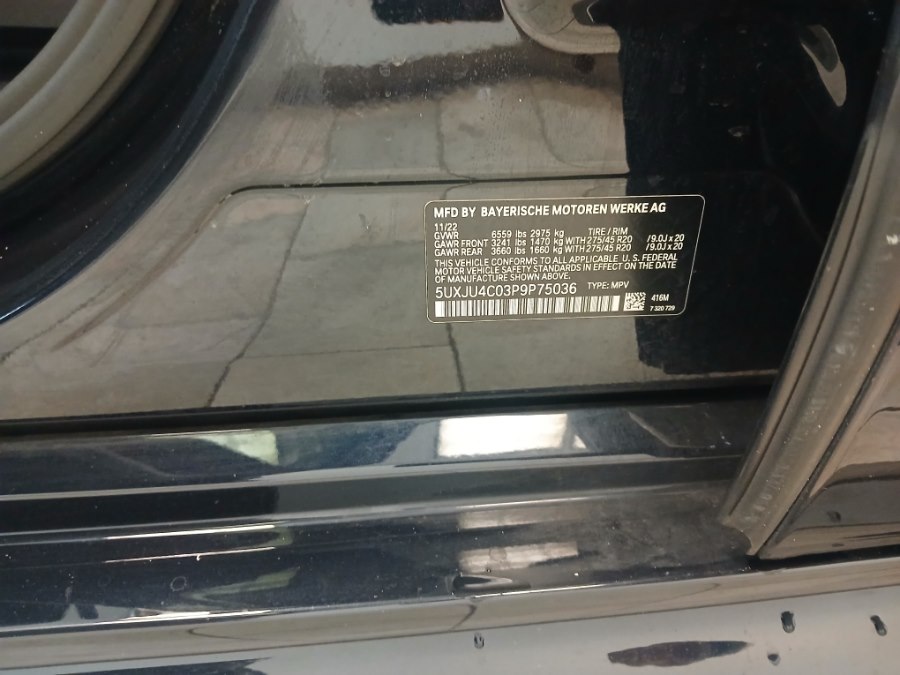 MFD BY BAYERISCHE MOTOREN WERKE AG
11/22
GVWR 6559 lbs 2975 kg TIRE / RIM
GAWR FRONT 3241 lbs 1470 kg WITH 275/45 R20 /9.0J x 20
GAWR REAR 3660 lbs 1660 kg WITH 275/45 R20 /9.0J x 20
THIS VEHICLE CONFORMS TO ALL APPLICABLE U.S. FEDERAL
MOTOR VEHICLE SAFETY STANDARDS IN EFFECT ON THE DATE
OF MANUFACTURE SHOWN ABOVE.
5UXJU4C03P9P75036 TYPE: MPV
416M
7 320 729